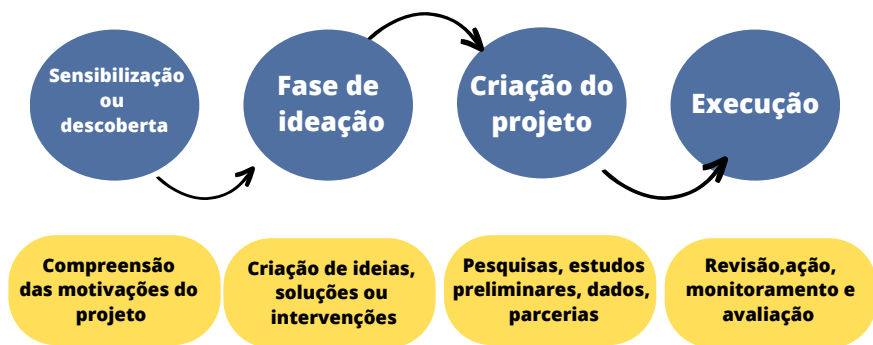 Sensibilização
ou
descoberta
Fase de
ideação
Criação do
projeto
Execução
Compreensão
das motivações do
projeto
Criação de ideias,
soluções ou
intervenções
Pesquisas, estudos
preliminares, dados,
parcerias
Revisão,ação,
monitoramento e
avaliação